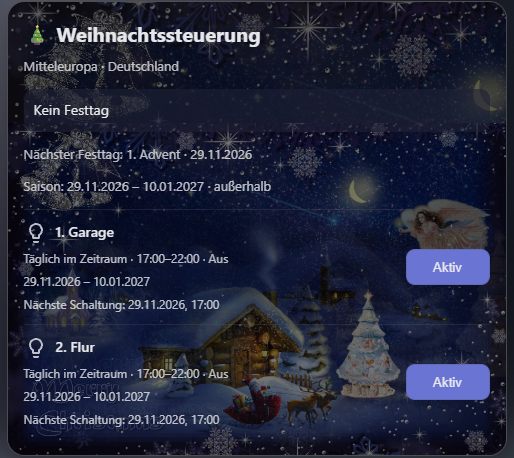 Weihnachtssteuerung
Mitteleuropa · Deutschland
Kein Festtag
Nächster Festtag: 1. Advent · 29.11.2026
Saison: 29.11.2026 – 10.01.2027 · außerhalb
1. Garage
Täglich im Zeitraum · 17:00–22:00 · Aus
29.11.2026 – 10.01.2027
Aktiv
Nächste Schaltung: 29.11.2026, 17:00
2. Flur
Täglich im Zeitraum · 17:00–22:00 · Aus
29.11.2026 – 10.01.2027
Aktiv
Nächste Schaltung: 29.11.2026, 17:00
Merry
Christmas